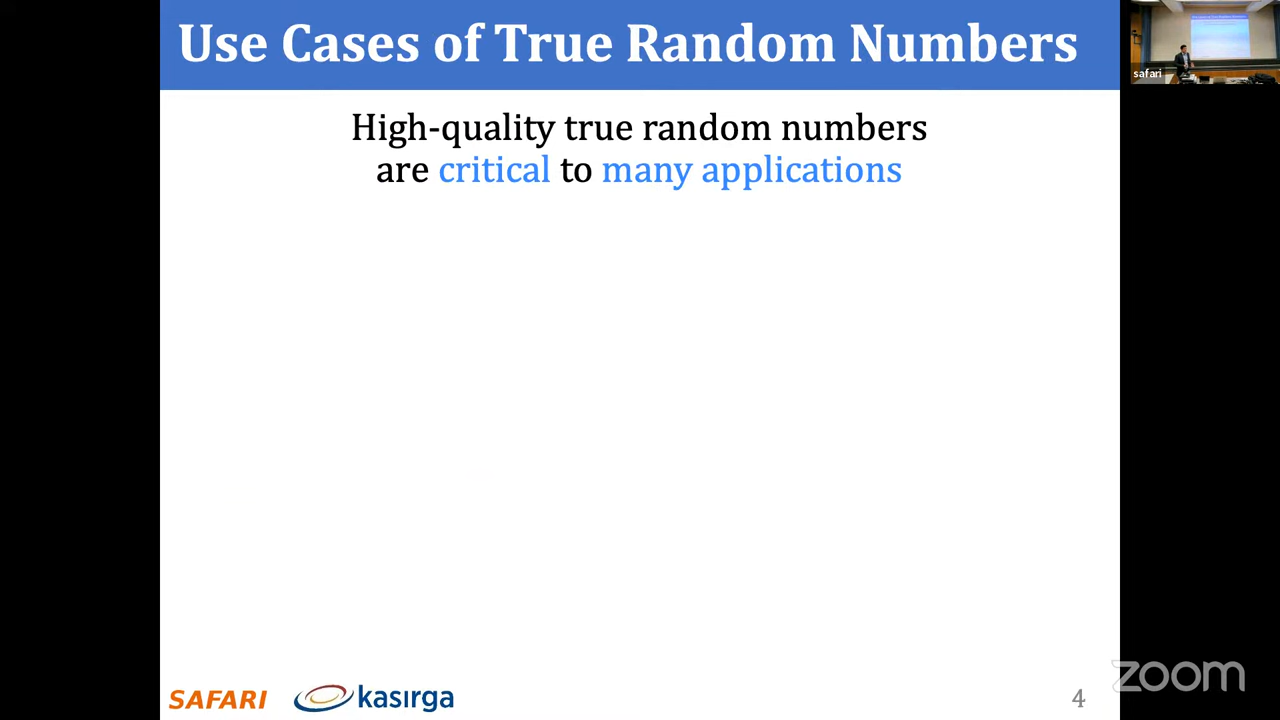 Use Cases of True Random Numbers
High-quality true random numbers
are critical to many applications
safari
SAFARI
kasırga
4
zoom